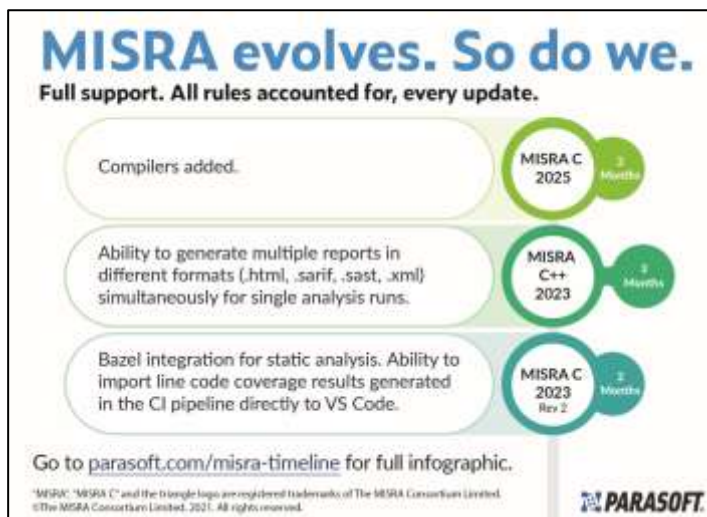 MISRA evolves. So do we.
Full support. All rules accounted for, every update.
Compilers added.
MISRA C
2025
Months
Ability to generate multiple reports in
different formats (.html, .sarif, .sast, .xml)
simultaneously for single analysis runs.
MISRA
C++
2023
Months
Bazel integration for static analysis. Ability to
import line code coverage results generated
in the CI pipeline directly to VS Code.
MISRA C
2023
Rev 2
Months
Go to parasoft.com/misra-timeline for full infographic.
"MISRA", "MISRA C" and the triangle logo are registered trademarks of The MISRA Consortium Limited.
©The MISRA Consortium Limited, 2021. All rights reserved.
PARASOFT.